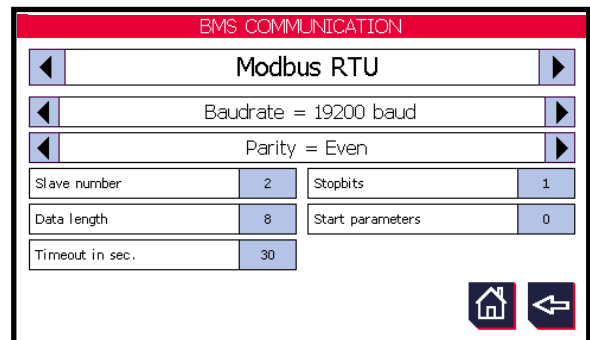 BMS COMMUNICATION
Modbus RTU
Baudrate = 19200 baud
Parity = Even
Slave number 2 Stopbits 1
Data length 8 Start parameters 0
Timeout in sec. 30